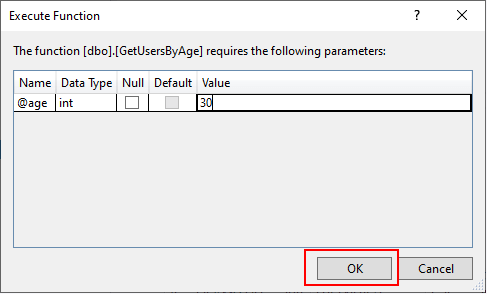 Execute Function ? ×
The function [dbo].[GetUsersByAge] requires the following parameters:
Name Data Type Null Default Value
@age int 30
OK Cancel